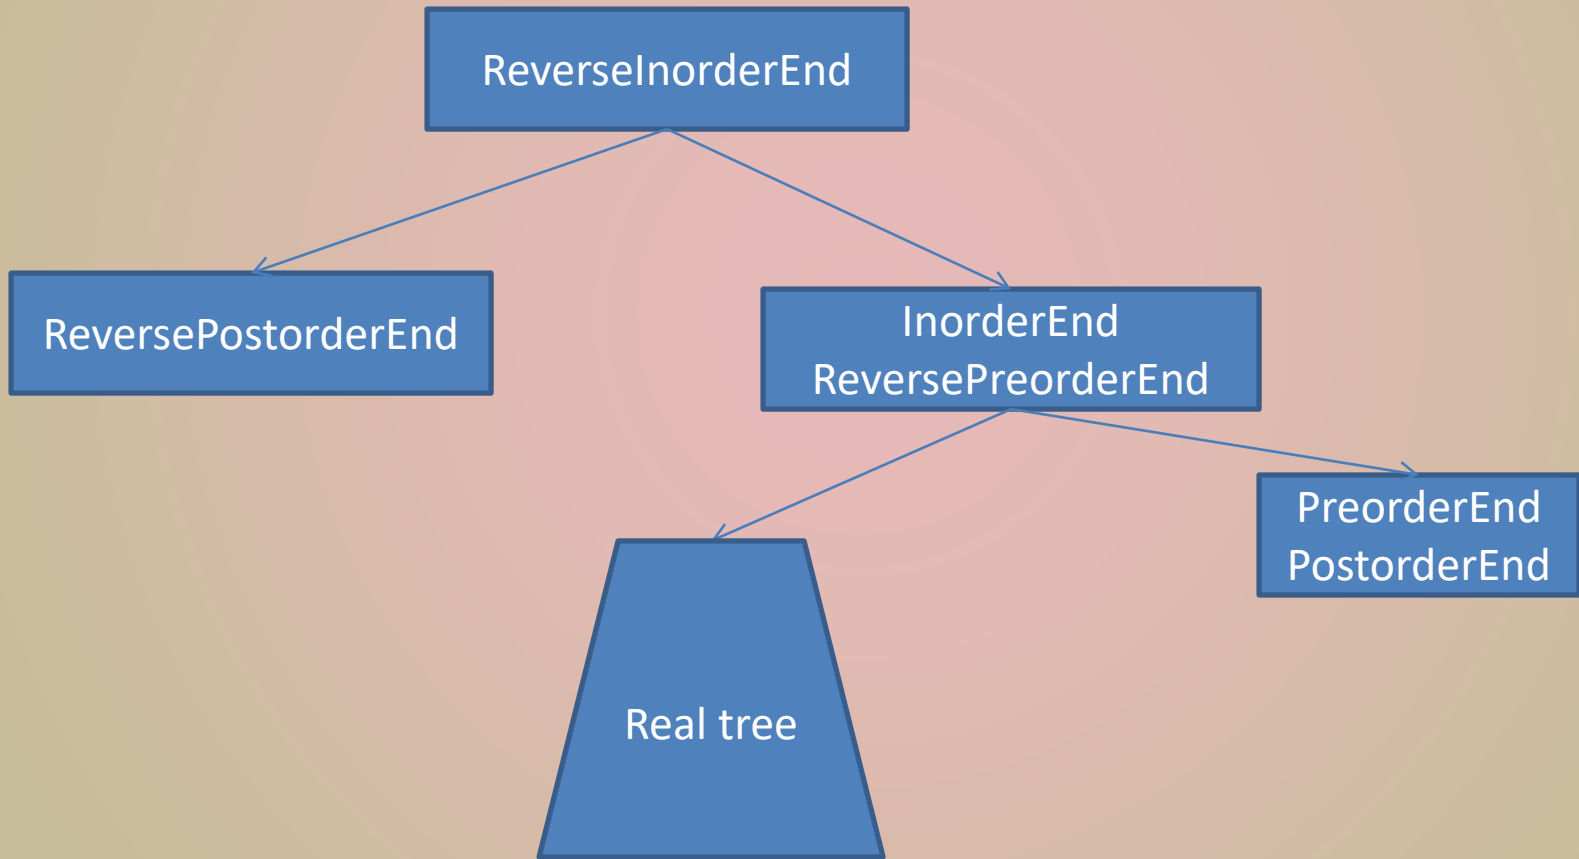 ReverseInorderEnd
ReversePostorderEnd
InorderEnd
ReversePreorderEnd
PreorderEnd
PostorderEnd
Real tree